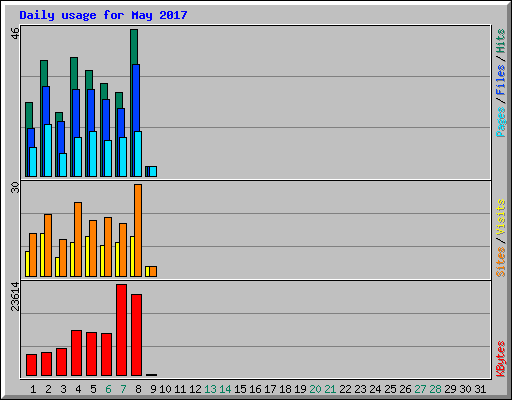 Daily usage for May 2017
46
Pages / Files / Hits
30
Sites / Visits
23614
KBytes
1 2 3 4 5 6 7 8 9 10 11 12 13 14 15 16 17 18 19 20 21 22 23 24 25 26 27 28 29 30 31